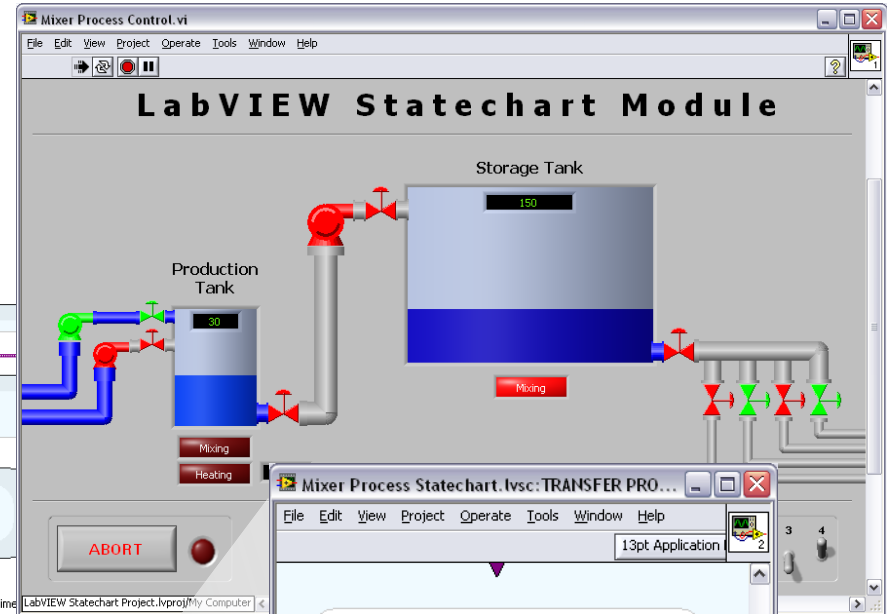 Mixer Process Control.vi
File Edit View Project Operate Tools Window Help
1
LabVIEW Statechart Module
Storage Tank
150
Production
Tank
30
Mixing
Mixing
Heating
Mixer Process Statechart.lvsc:TRANSFER PRO...
File Edit View Project Operate Tools Window Help
13pt Application
2
3 4
ABORT
LabVIEW Statechart Project.lvproj/My Computer